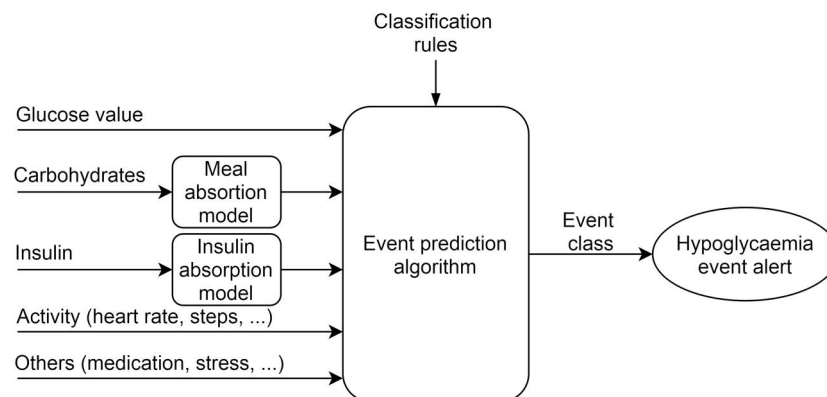 Classification
rules
Glucose value
Carbohydrates
Meal
absortion
model
Insulin
Insulin
absorption
model
Activity (heart rate, steps, ...)
Others (medication, stress, ...)
Event prediction
algorithm
Event
class
Hypoglycaemia
event alert